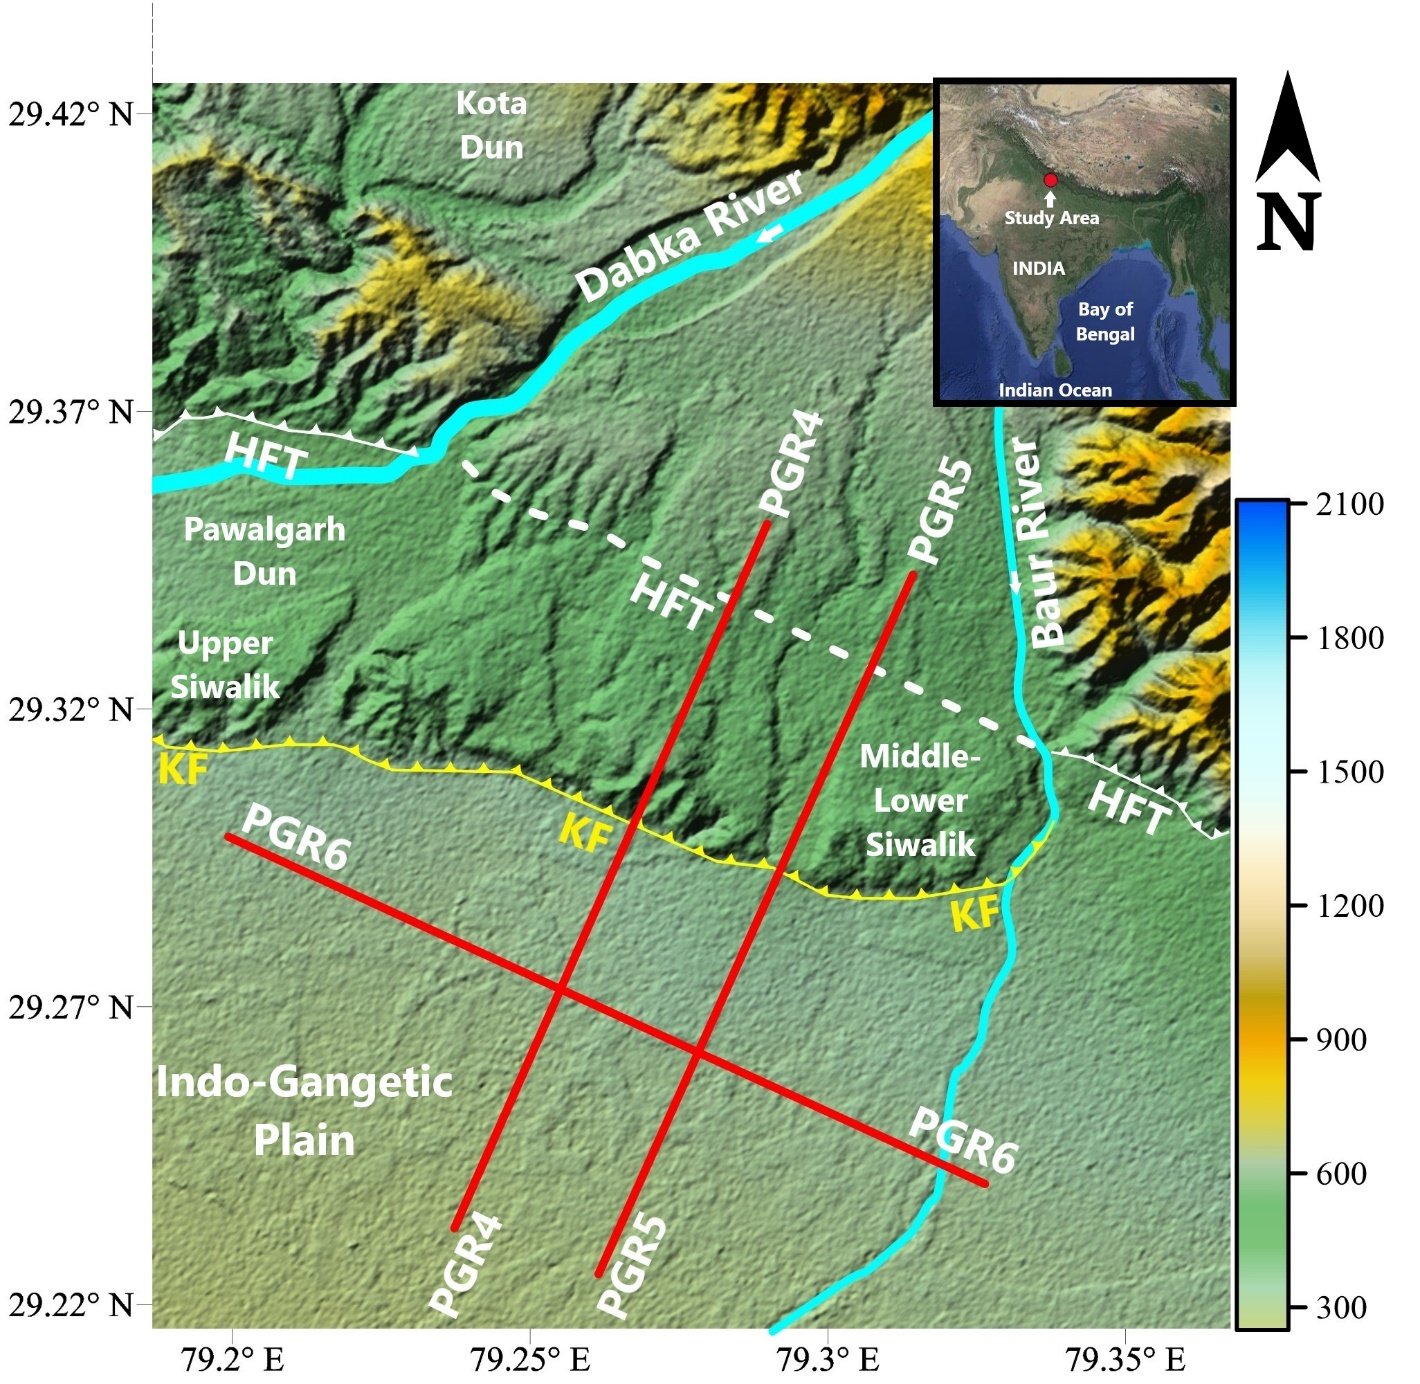 29.42° N
29.37° N
29.32° N
29.27° N
29.22° N
79.2° E
79.25° E
79.3° E
79.35° E
Kota
Dun
Dabka River
Study Area
INDIA
Bay of
Bengal
Indian Ocean
N
HFT
Pawalgarh
Dun
Upper
Siwalik
HFT
PGR4
PGR5
Baur River
Middle-
Lower
Siwalik
HFT
KF
KF
KF
PGR6
Indo-Gangetic
Plain
PGR6
PGR4
PGR5
2100
1800
1500
1200
900
600
300